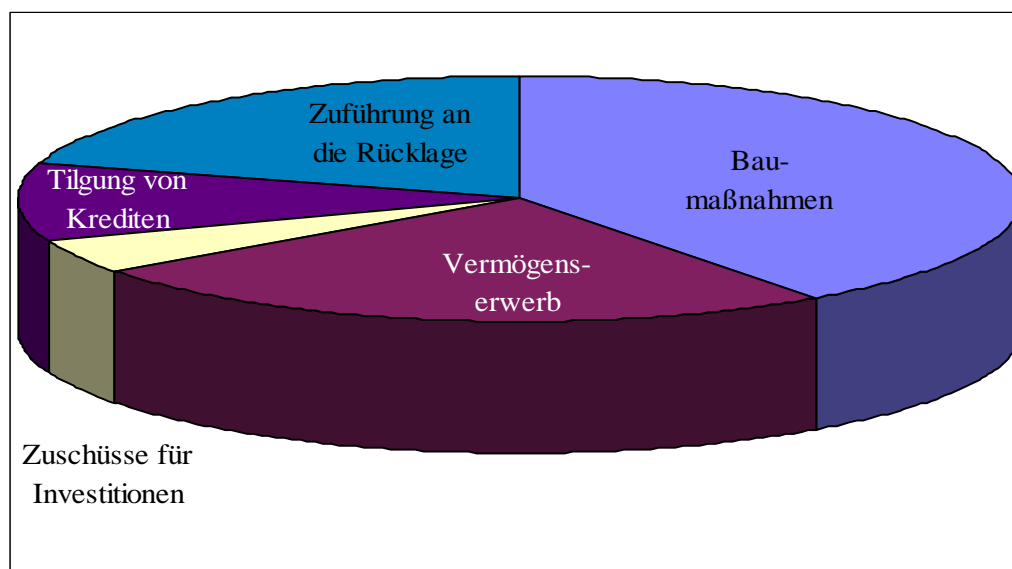 Zuführung an
die Rücklage
Bau-
maßnahmen
Tilgung von
Krediten
Vermögens-
erwerb
Zuschüsse für
Investitionen